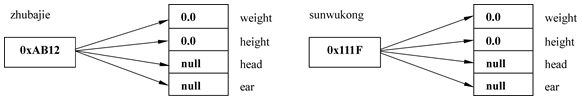 zhubajie
0xAB12
0.0 weight
0.0 height
null head
null ear
sunwukong
0x111F
0.0 weight
0.0 height
null head
null ear